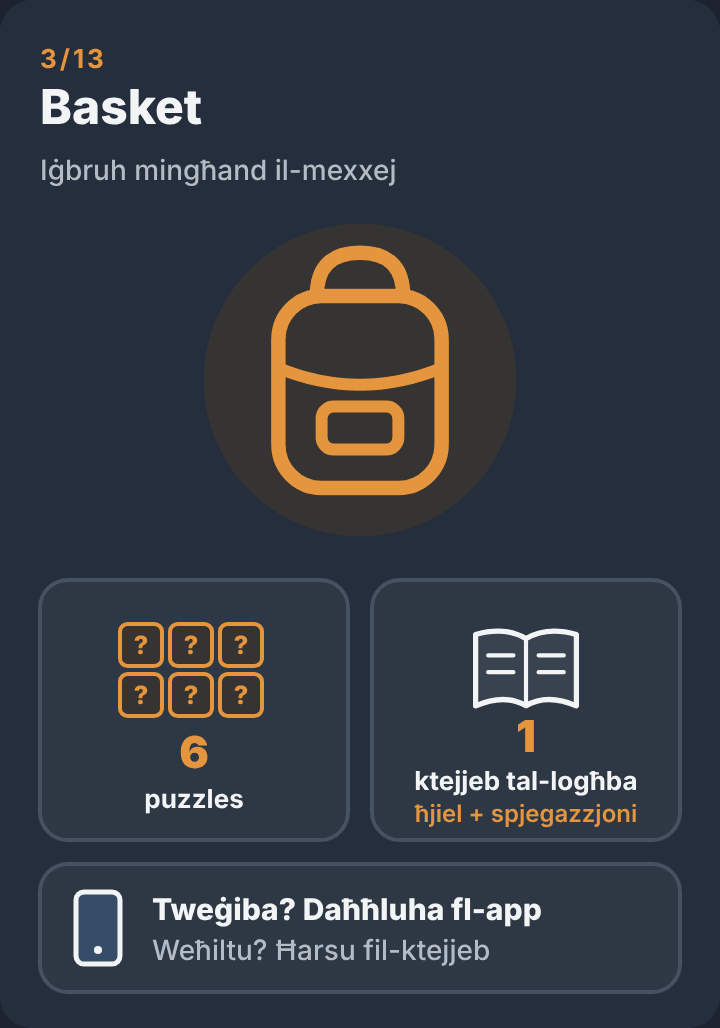 3/13
Basket
Iġbruh mingħand il-mexxej
? ? ?
? ? ?
6
puzzles
1
ktejjeb tal-logħba
ħjiel + spjegazzjoni
Tweġiba? Daħħluha fl-app
Weħiltu? Ħarsu fil-ktejjeb